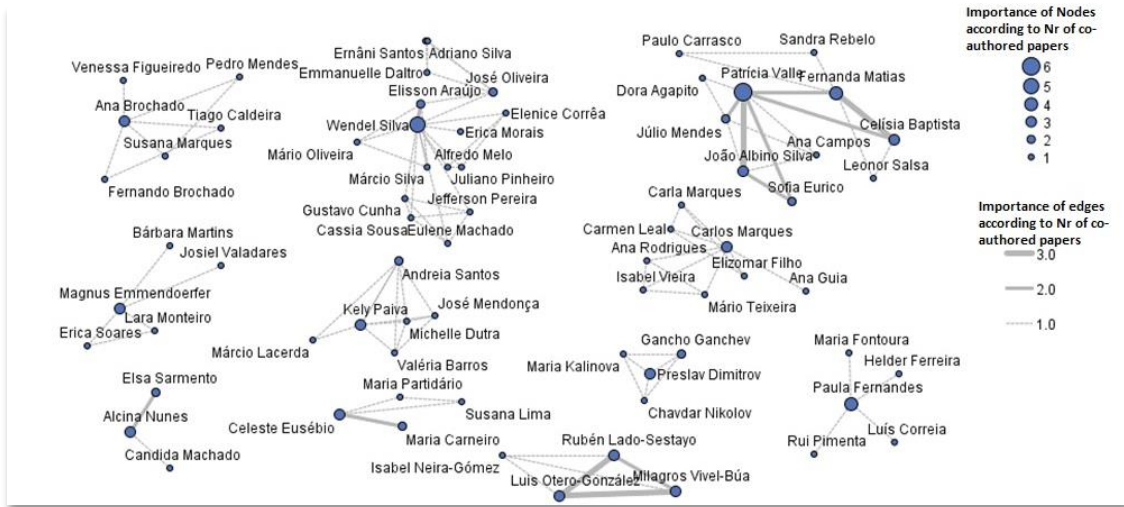 Importance of Nodes
according to Nr of co-
authored papers
6
5
4
3
2
1
Importance of edges
according to Nr of co-
authored papers
3.0
2.0
1.0
Venessa Figueiredo
Pedro Mendes
Ana Brochado
Tiago Caldeira
Susana Marques
Fernando Brochado
Ernâni Santos
Adriano Silva
Emmanuelle Daltro
José Oliveira
Elisson Araújo
Wendel Silva
Elenice Corrêa
Erica Morais
Mário Oliveira
Alfredo Melo
Márcio Silva
Juliano Pinheiro
Jefferson Pereira
Gustavo Cunha
Cassia Sousa
Eulene Machado
Paulo Carrasco
Sandra Rebelo
Patrícia Valle
Fernanda Matias
Dora Agapito
Celísia Baptista
Júlio Mendes
Ana Campos
João Albino Silva
Leonor Salsa
Sofia Eurico
Carla Marques
Carmen Leal
Carlos Marques
Ana Rodrigues
Elizomar Filho
Isabel Vieira
Ana Guia
Mário Teixeira
Bárbara Martins
Josiel Valadares
Magnus Emmendoerfer
Lara Monteiro
Erica Soares
Andreia Santos
Kely Paiva
José Mendonça
Michelle Dutra
Márcio Lacerda
Valéria Barros
Gancho Ganchev
Maria Kalinova
Preslav Dimitrov
Chavdar Nikolov
Maria Fontoura
Helder Ferreira
Paula Fernandes
Luís Correia
Rui Pimenta
Elsa Sarmento
Alcina Nunes
Candida Machado
Maria Partidário
Susana Lima
Celeste Eusébio
Maria Carneiro
Rubén Lado-Sestayo
Isabel Neira-Gómez
Luis Otero-González
Milagros Vivel-Búa